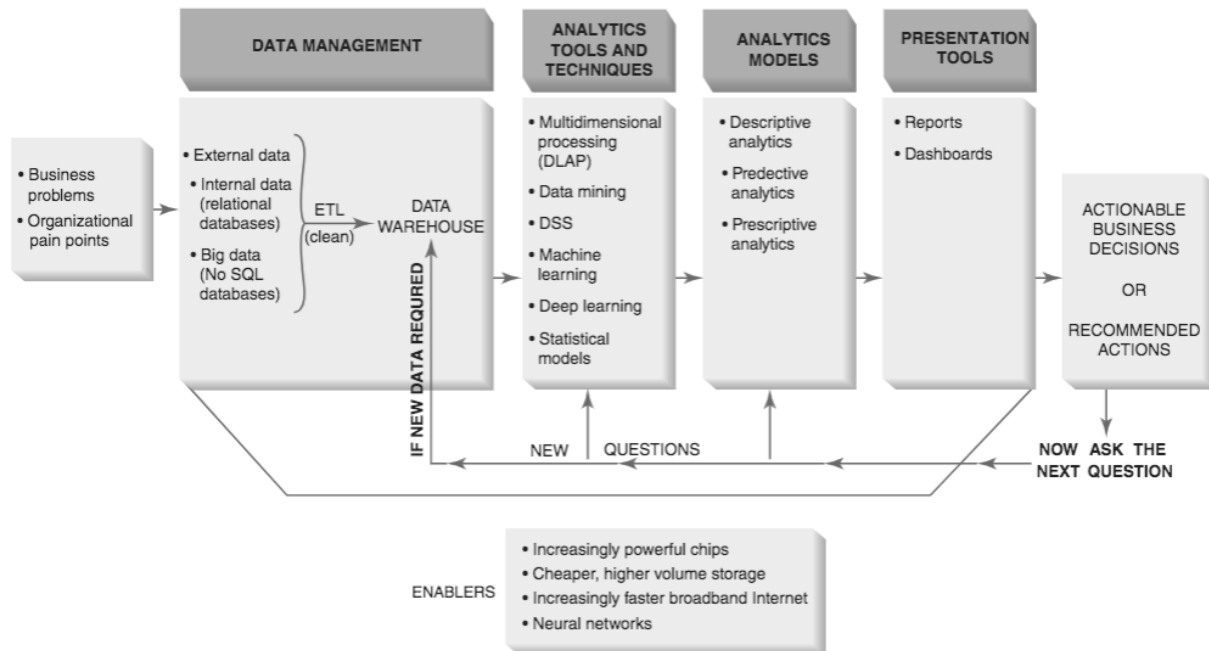 DATA MANAGEMENT
ANALYTICS
TOOLS AND
TECHNIQUES
ANALYTICS
MODELS
PRESENTATION
TOOLS
• Business
problems
• Organizational
pain points
• External data
• Internal data
(relational
databases)
• Big data
(No SQL
databases)
ETL
(clean)
DATA
WAREHOUSE
IF NEW DATA REQURED
• Multidimensional
processing
(DLAP)
• Data mining
• DSS
• Machine
learning
• Deep learning
• Statistical
models
• Descriptive
analytics
• Predective
analytics
• Prescriptive
analytics
• Reports
• Dashboards
ACTIONABLE
BUSINESS
DECISIONS
OR
RECOMMENDED
ACTIONS
NEW QUESTIONS
NOW ASK THE
NEXT QUESTION
ENABLERS
• Increasingly powerful chips
• Cheaper, higher volume storage
• Increasingly faster broadband Internet
• Neural networks